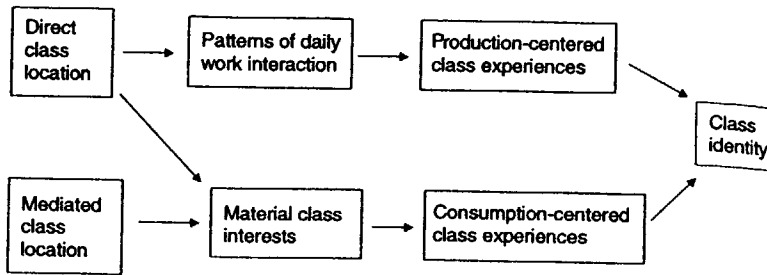 Direct
class
location
Patterns of daily
work interaction
Production-centered
class experiences
Class
identity
Mediated
class
location
Material class
interests
Consumption-centered
class experiences